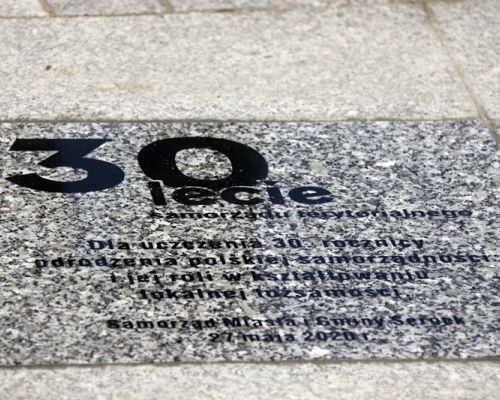 30
lecie
samorządu terytorialnego
Dla uczczenia 30. rocznicy
odrodzenia polskiej samorządności
i jej roli w kształtowaniu
lokalnej tożsamości.
Samorząd Miasta i Gminy Serock
27 maja 2020 r.